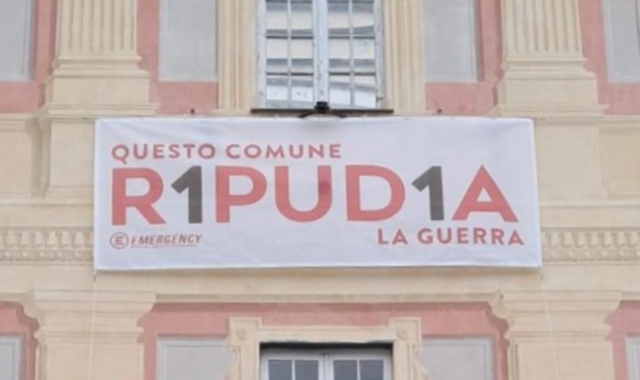 QUESTO COMUNE
R1PUD1A
LA GUERRA
EMERGENCY